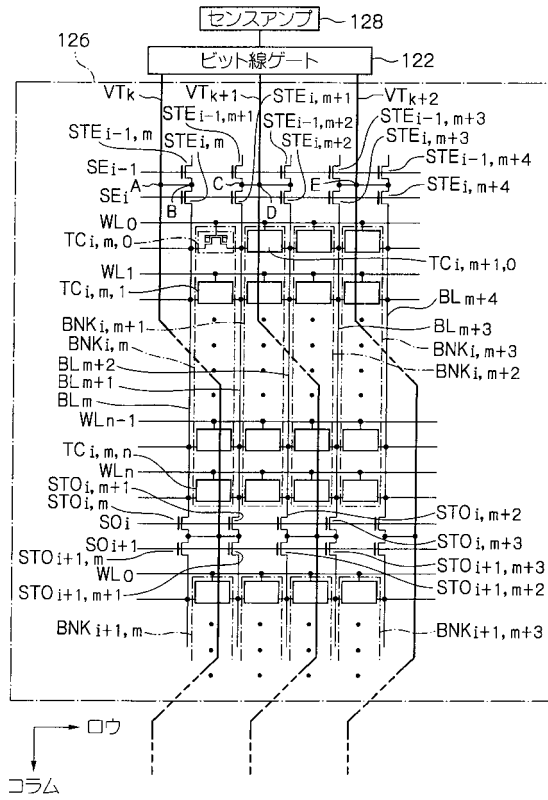 センスアンプ 128
126
ビット線ゲート 122
VTk VTk+1 STEi,m+1 VTk+2
STEi-1,m+1
STEi-1,m STEi-1,m+2 STEi-1,m+3
STEi,m STEi,m+2 STEi,m+3
STEi-1,m+4
SEi-1
A C E
SEi STEi,m+4
B D
WL0
TCi,m,0
TCi,m+1,0
WL1
TCi,m,1 BLm+4
BNKi,m+1 BLm+3
BNKi,m BNKi,m+3
BLm+2 BNKi,m+2
BLm+1
BLm
WLn-1
TCi,m,n
WLn
STOi,m+1
STOi,m STOi,m+2
SOi STOi,m+3
SOi+1
STOi+1,m STOi+1,m+3
WL0
STOi+1,m+1 STOi+1,m+2
BNKi+1,m BNKi+1,m+3
ロウ
コラム